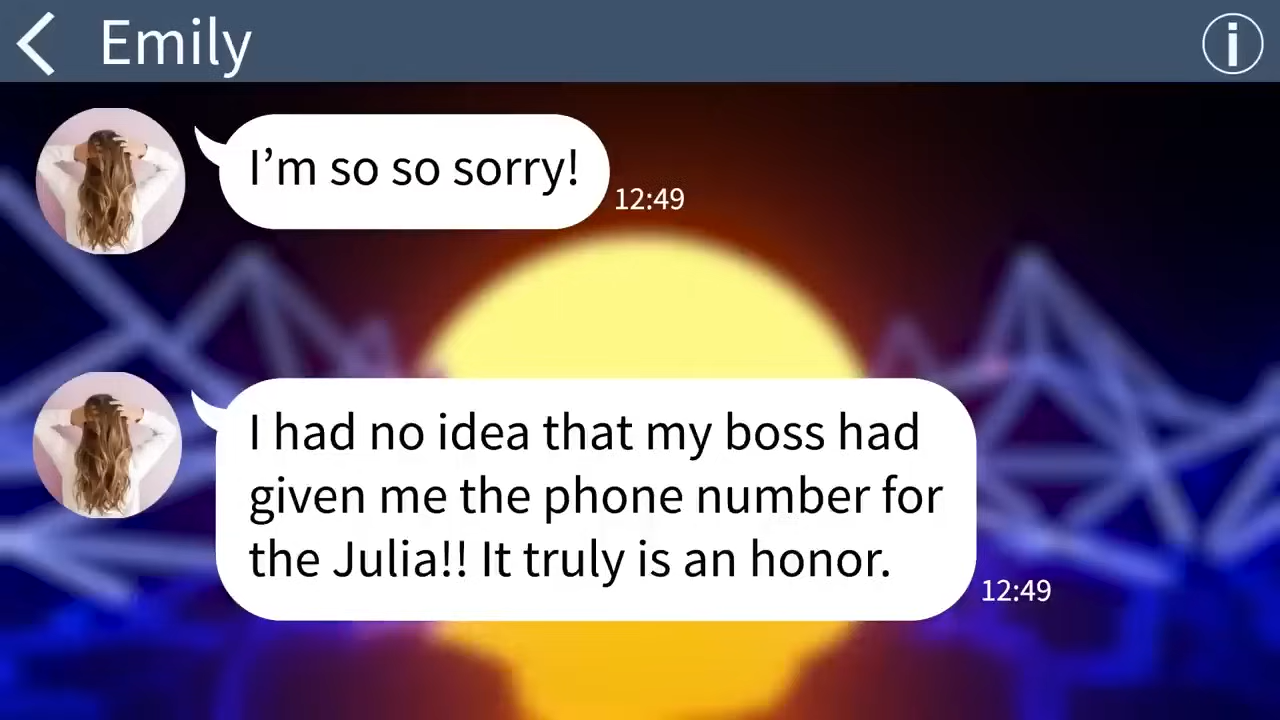 Emily
I’m so so sorry!
12:49
I had no idea that my boss had
given me the phone number for
the Julia!! It truly is an honor.
12:49